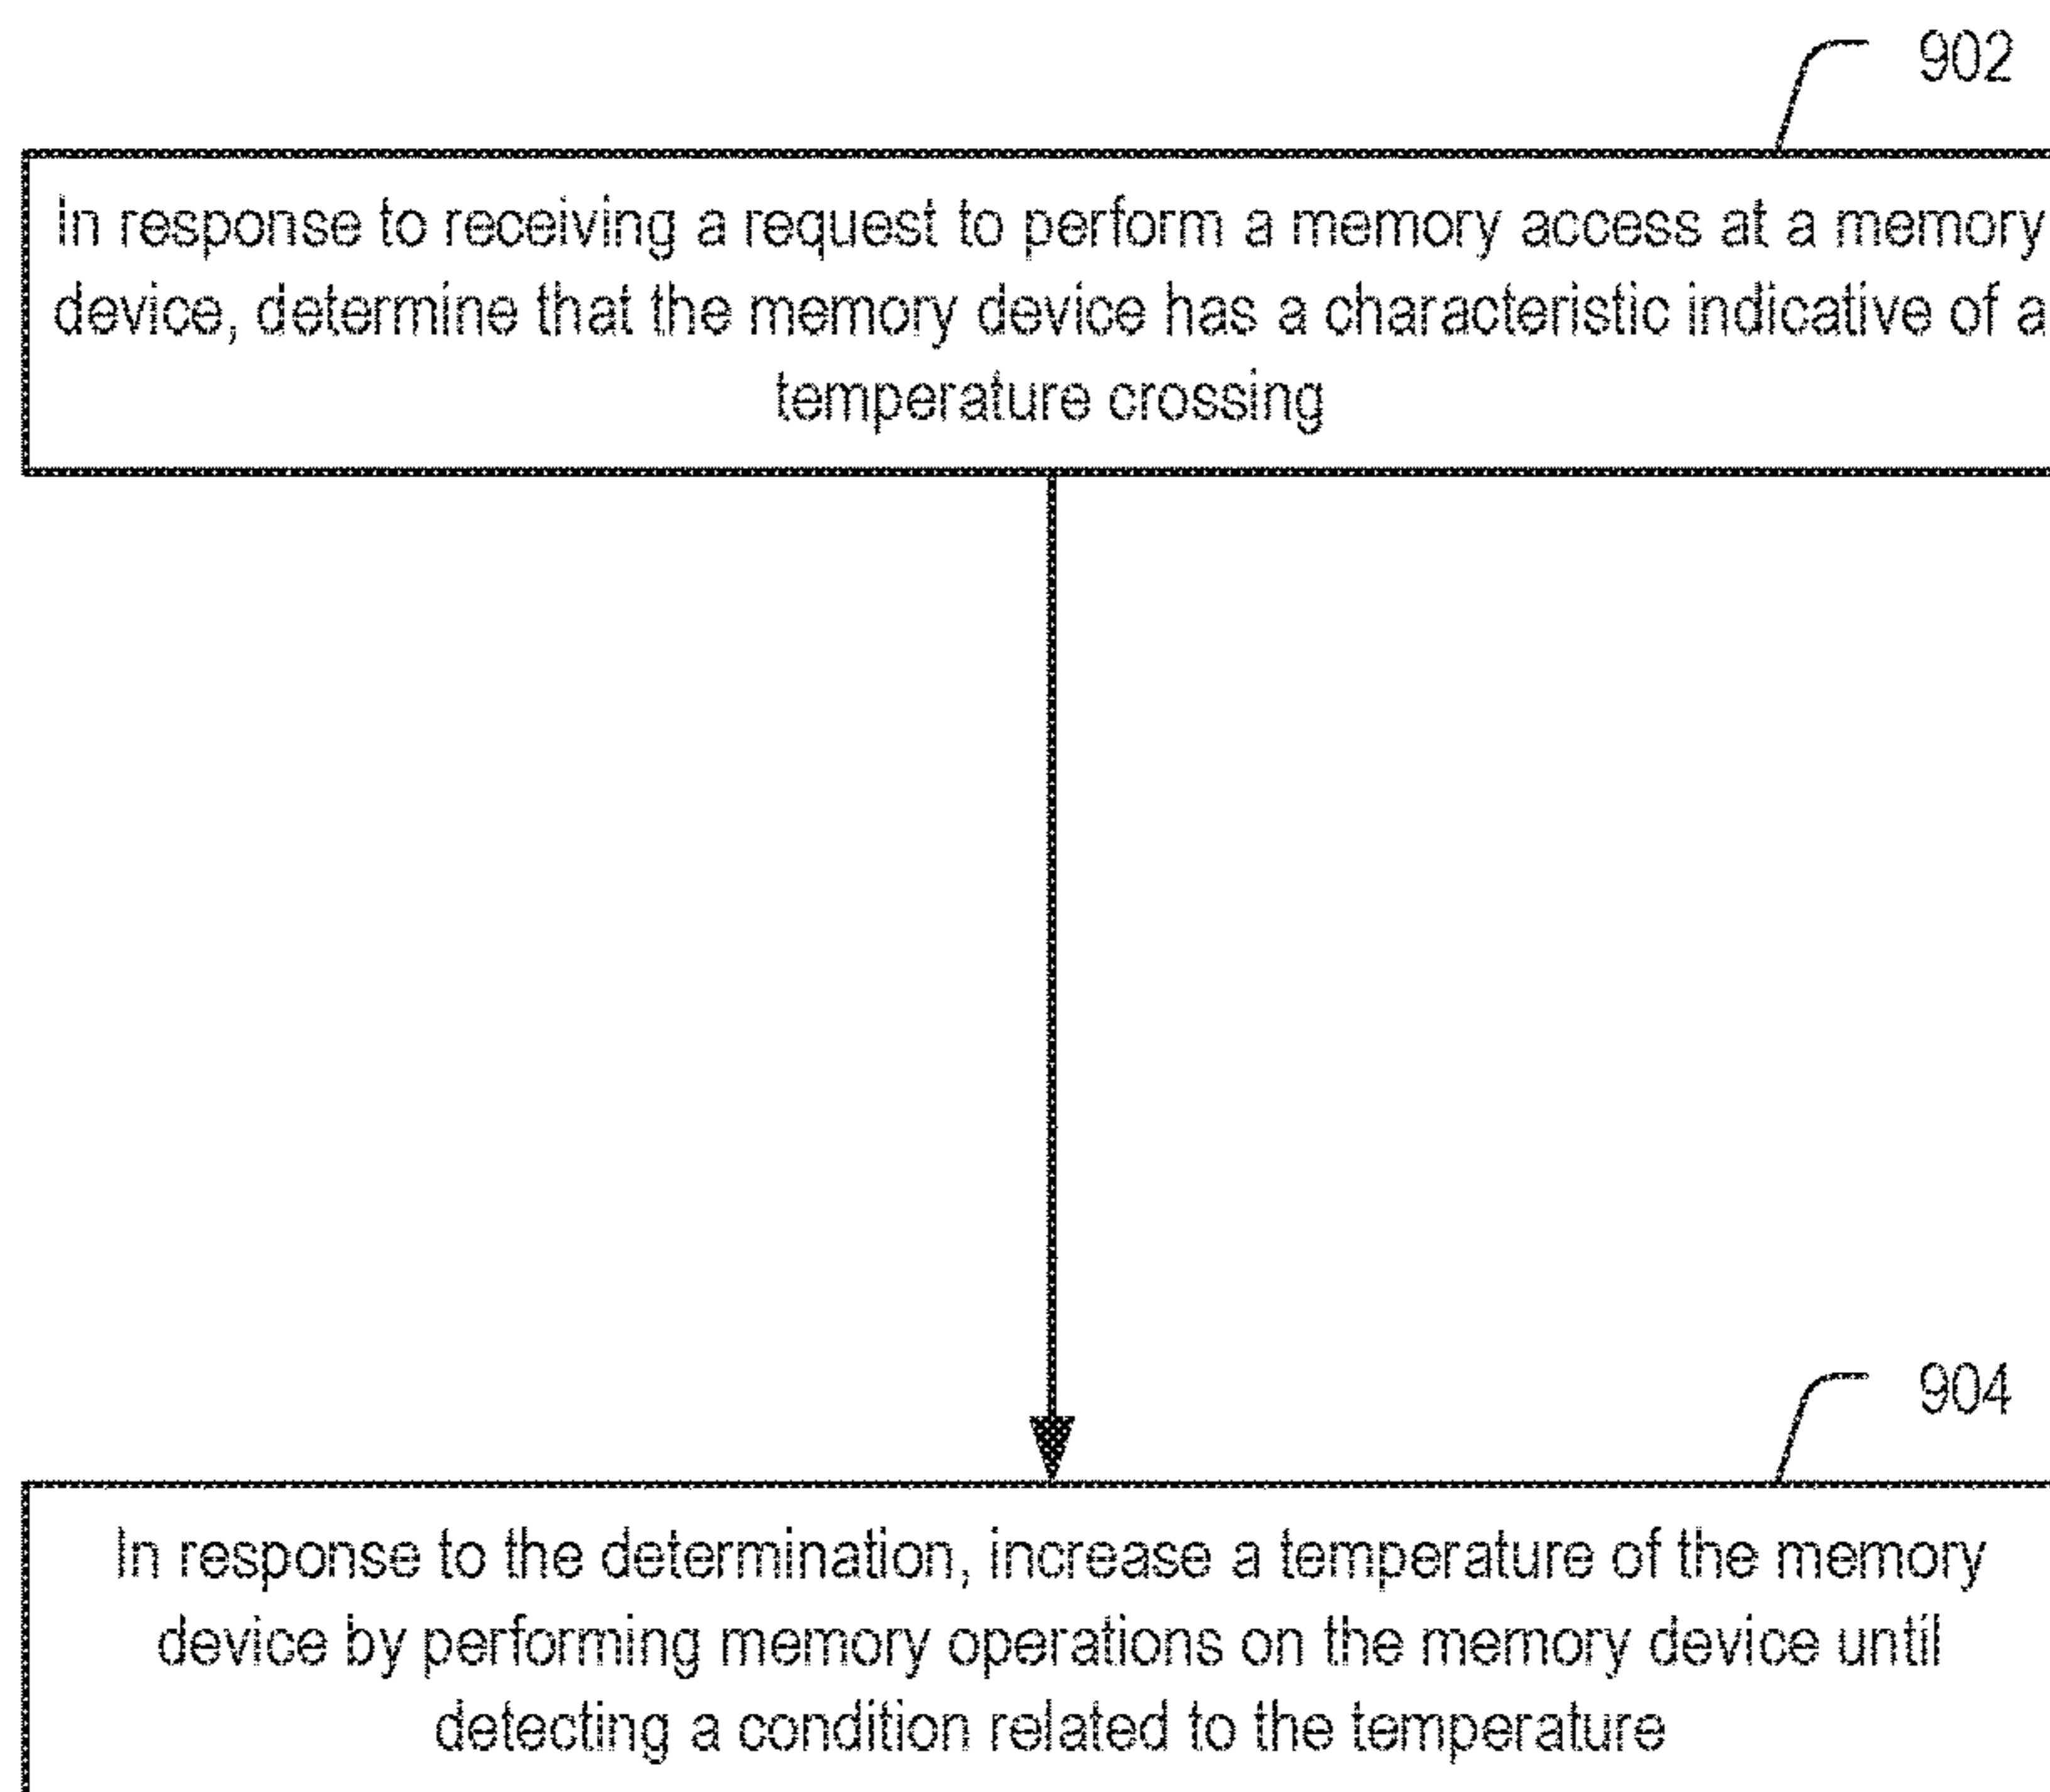 902
In response to receiving a request to perform a memory access at a memory
device, determine that the memory device has a characteristic indicative of a
temperature crossing
904
In response to the determination, increase a temperature of the memory
device by performing memory operations on the memory device until
detecting a condition related to the temperature